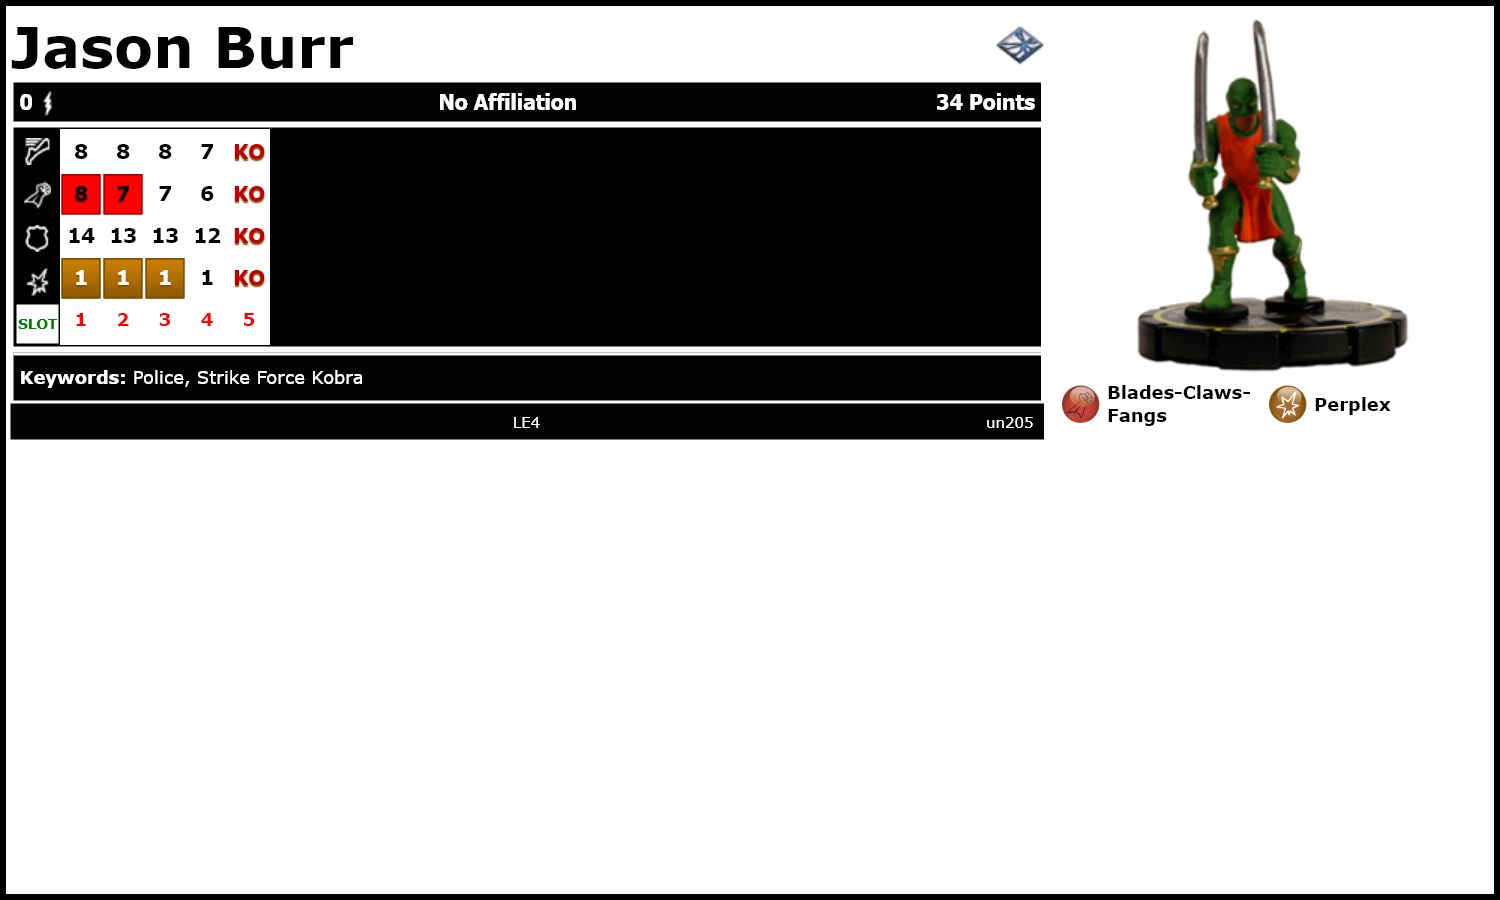 Jason Burr
0 No Affiliation 34 Points
8 8 8 7 KO
8 7 7 6 KO
14 13 13 12 KO
1 1 1 1 KO
SLOT 1 2 3 4 5
Keywords: Police, Strike Force Kobra
LE4 un205
Blades-Claws-
Fangs
Perplex